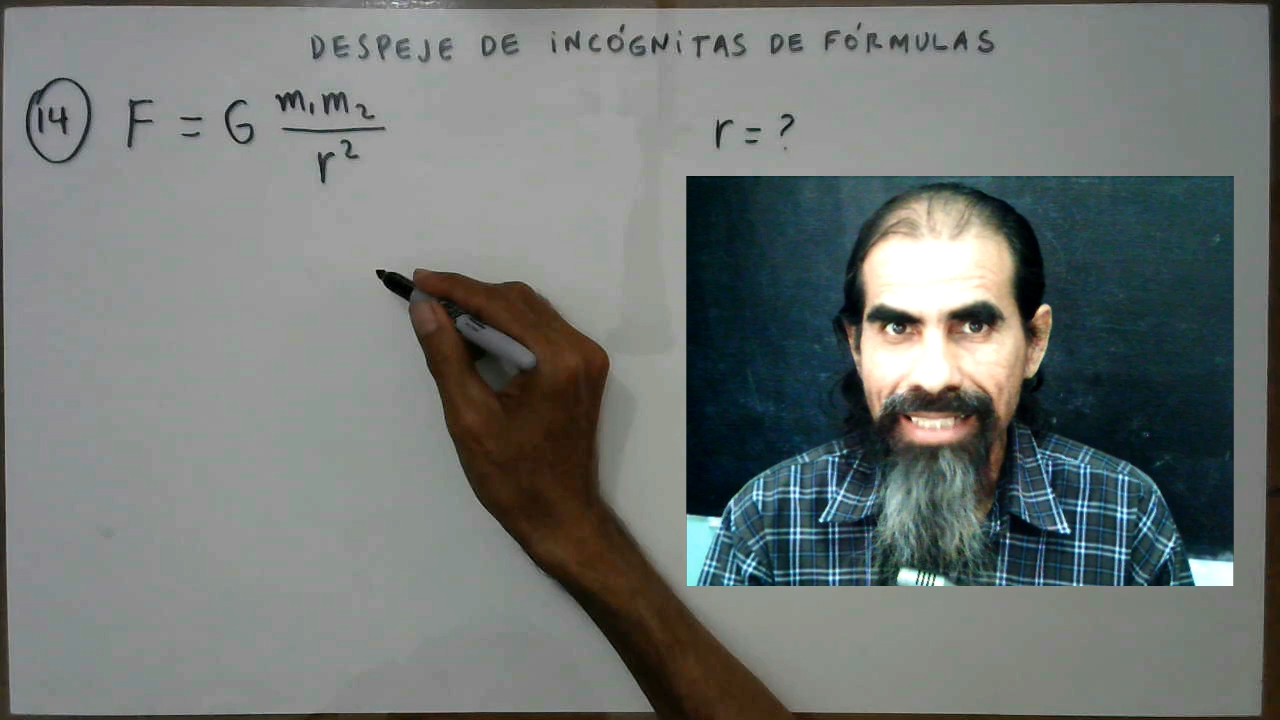 DESPEJE DE INCÓGNITAS DE FÓRMULAS
14 F = G m₁m₂/r²
r = ?